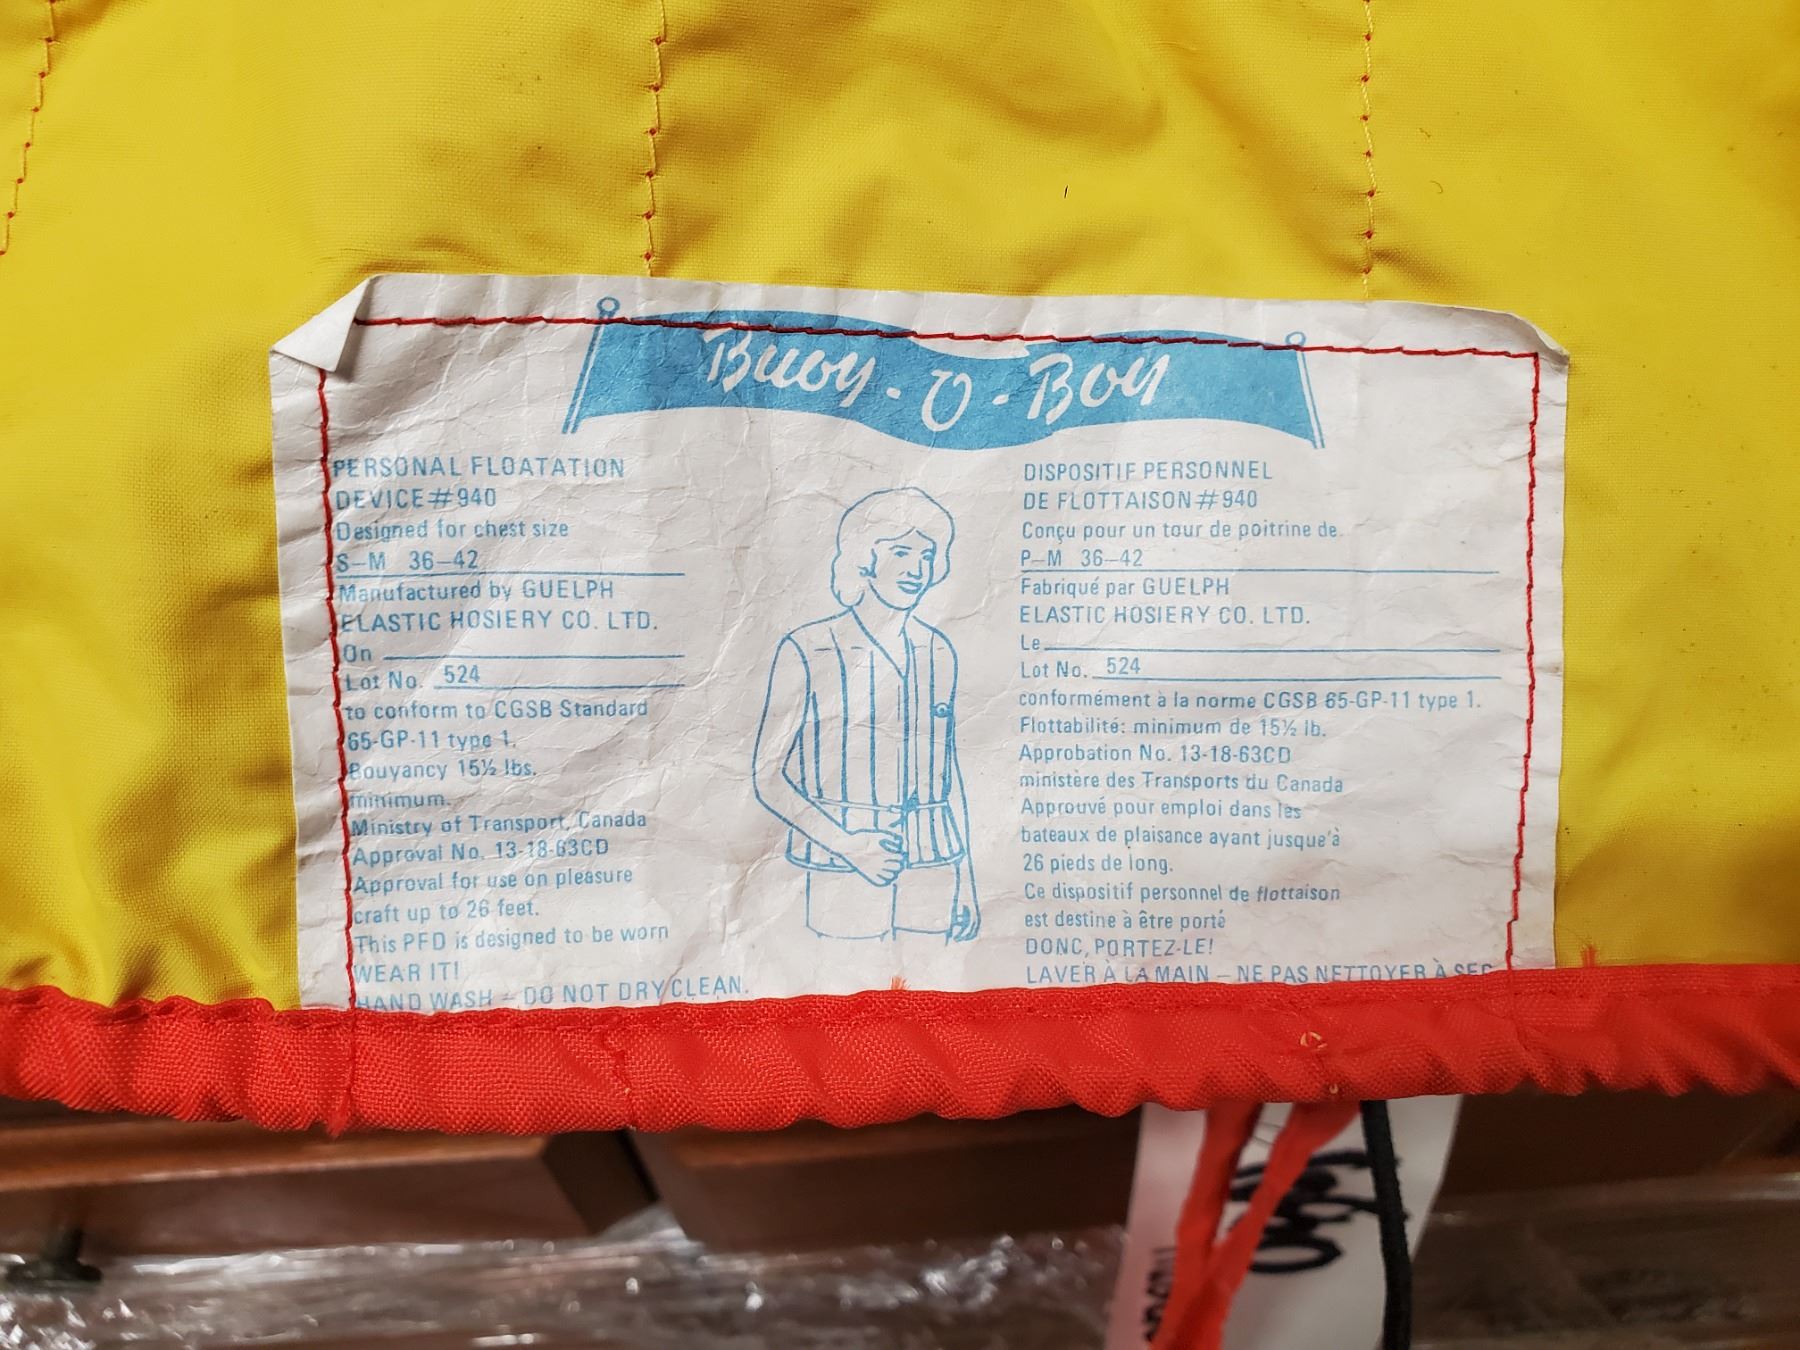 Buoy-O-Boy
PERSONAL FLOATATION
DEVICE #940
Designed for chest size
S–M 36–42
Manufactured by GUELPH
ELASTIC HOSIERY CO. LTD.
On
Lot No. 524
to conform to CGSB Standard
65-GP-11 type 1.
Bouyancy 15½ lbs.
minimum.
Ministry of Transport, Canada
Approval No. 13-18-63CD
Approval for use on pleasure
craft up to 26 feet.
This PFD is designed to be worn
WEAR IT!
HAND WASH – DO NOT DRY CLEAN.
DISPOSITIF PERSONNEL
DE FLOTTAISON #940
Conçu pour un tour de poitrine de
P–M 36–42
Fabriqué par GUELPH
ELASTIC HOSIERY CO. LTD.
Le
Lot No. 524
conformément à la norme CGSB 65-GP-11 type 1.
Flottabilité: minimum de 15½ lb.
Approbation No. 13-18-63CD
ministère des Transports du Canada
Approuvé pour emploi dans les
bateaux de plaisance ayant jusque'à
26 pieds de long.
Ce dispositif personnel de flottaison
est destine à être porté
DONC, PORTEZ-LE!
LAVER À LA MAIN – NE PAS NETTOYER À SEC